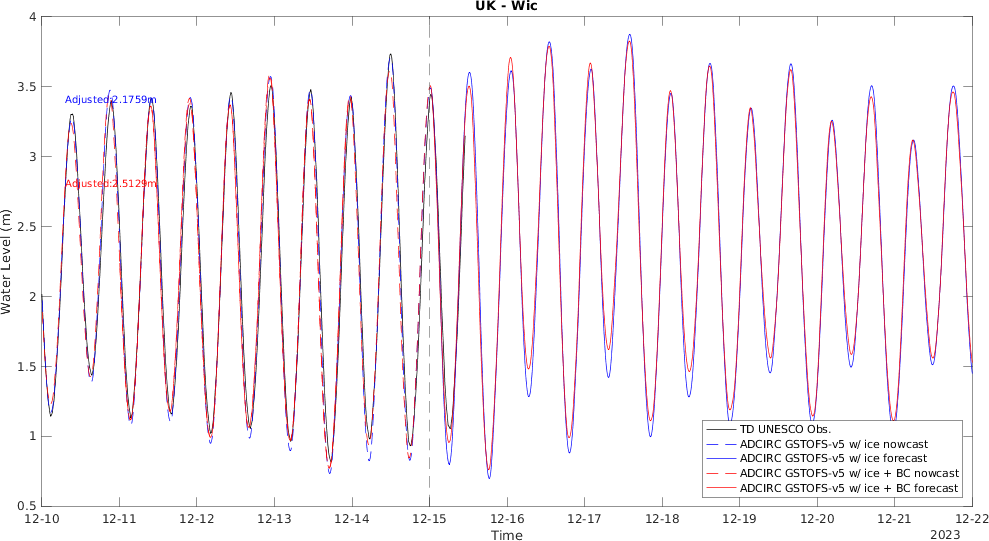 UK - Wic
4
3.5
3
2.5
2
1.5
1
0.5
Water Level (m)
Adjusted:2.1759m
Adjusted:2.5129m
TD UNESCO Obs.
ADCIRC GSTOFS-v5 w/ ice nowcast
ADCIRC GSTOFS-v5 w/ ice forecast
ADCIRC GSTOFS-v5 w/ ice + BC nowcast
ADCIRC GSTOFS-v5 w/ ice + BC forecast
12-10 12-11 12-12 12-13 12-14 12-15 12-16 12-17 12-18 12-19 12-20 12-21 12-22
Time
2023